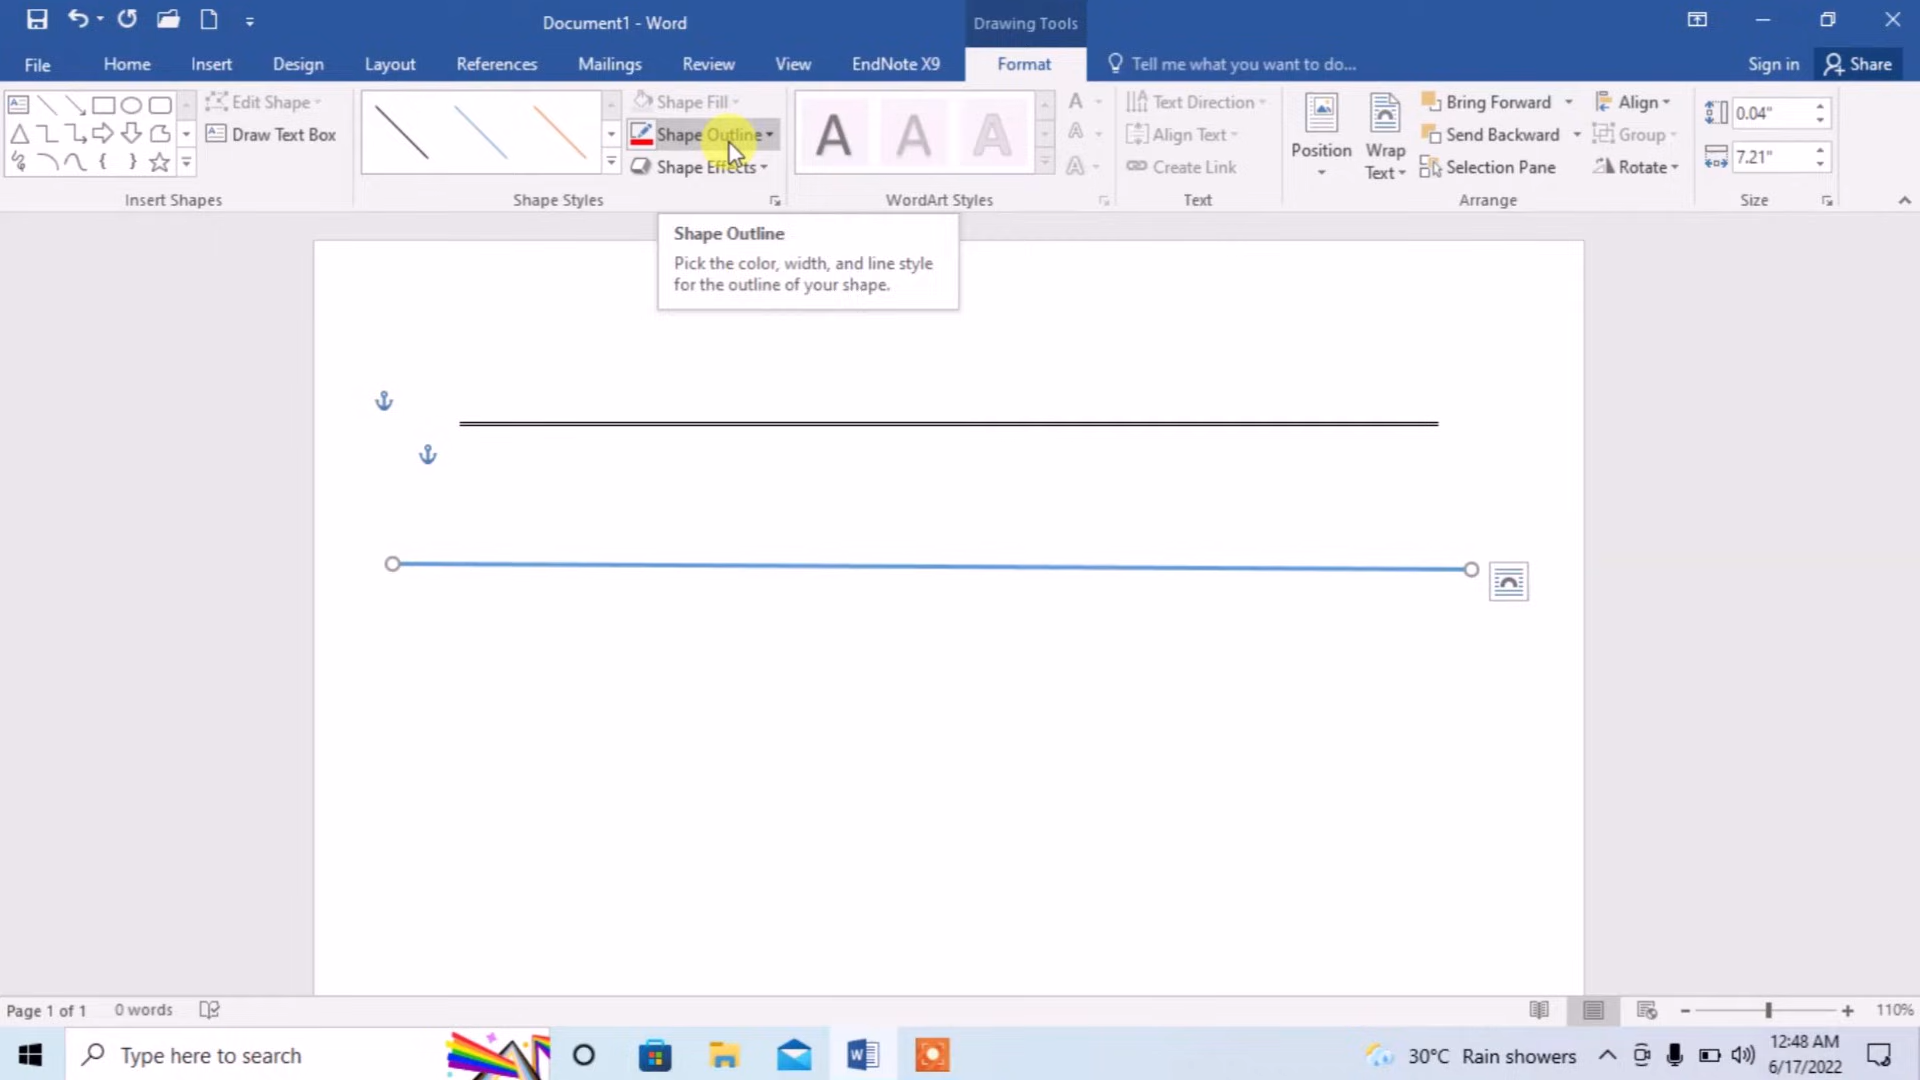 Document1 - Word
Drawing Tools
File Home Insert Design Layout References Mailings Review View EndNote X9 Format Tell me what you want to do... Sign in Share
Edit Shape
Draw Text Box
Insert Shapes
Shape Fill
Shape Outline
Shape Effects
Shape Styles
A A A
A
A
A
WordArt Styles
Text Direction
Align Text
Create Link
Text
Position
Wrap
Text
Bring Forward
Send Backward
Selection Pane
Align
Group
Rotate
Arrange
0.04"
7.21"
Size
Shape Outline
Pick the color, width, and line style
for the outline of your shape.
Page 1 of 1 0 words 110%
Type here to search
30°C Rain showers
12:48 AM
6/17/2022